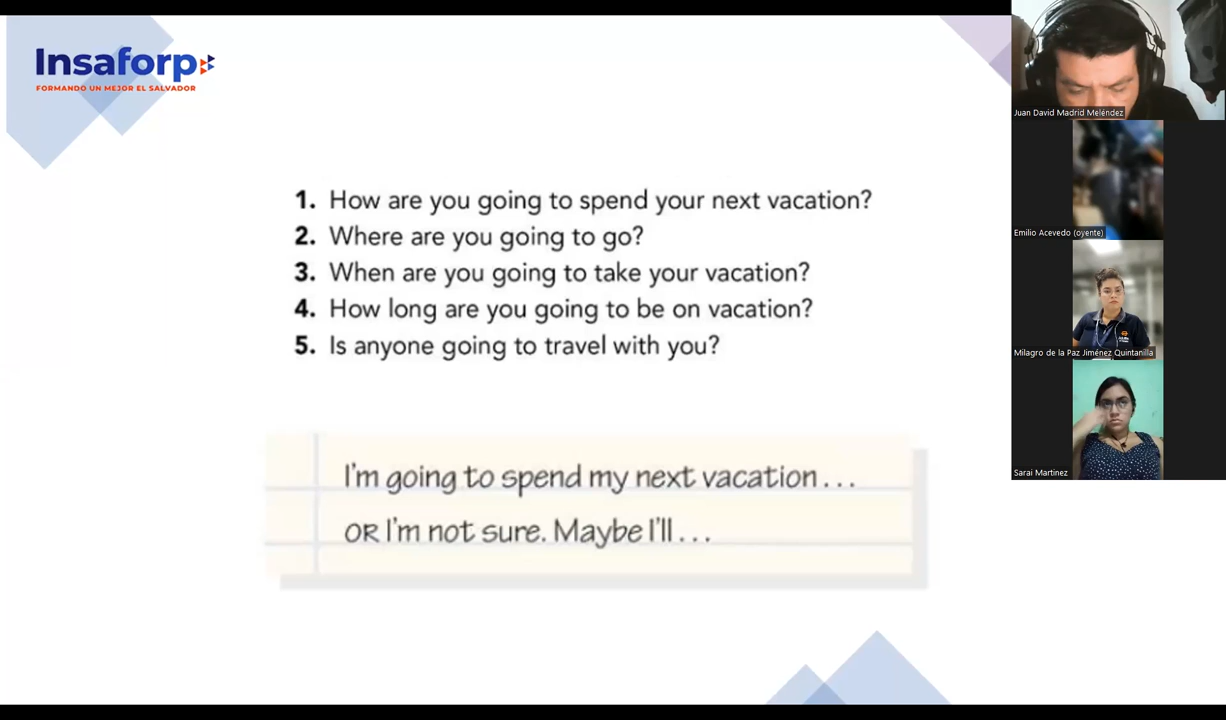 Insaforp
FORMANDO UN MEJOR EL SALVADOR
1. How are you going to spend your next vacation?
2. Where are you going to go?
3. When are you going to take your vacation?
4. How long are you going to be on vacation?
5. Is anyone going to travel with you?
I'm going to spend my next vacation...
OR I'm not sure. Maybe I'll...
Juan David Madrid Meléndez
Emilio Acevedo (oyente)
Milagro de la Paz Jiménez Quintanilla
Sarai Martinez